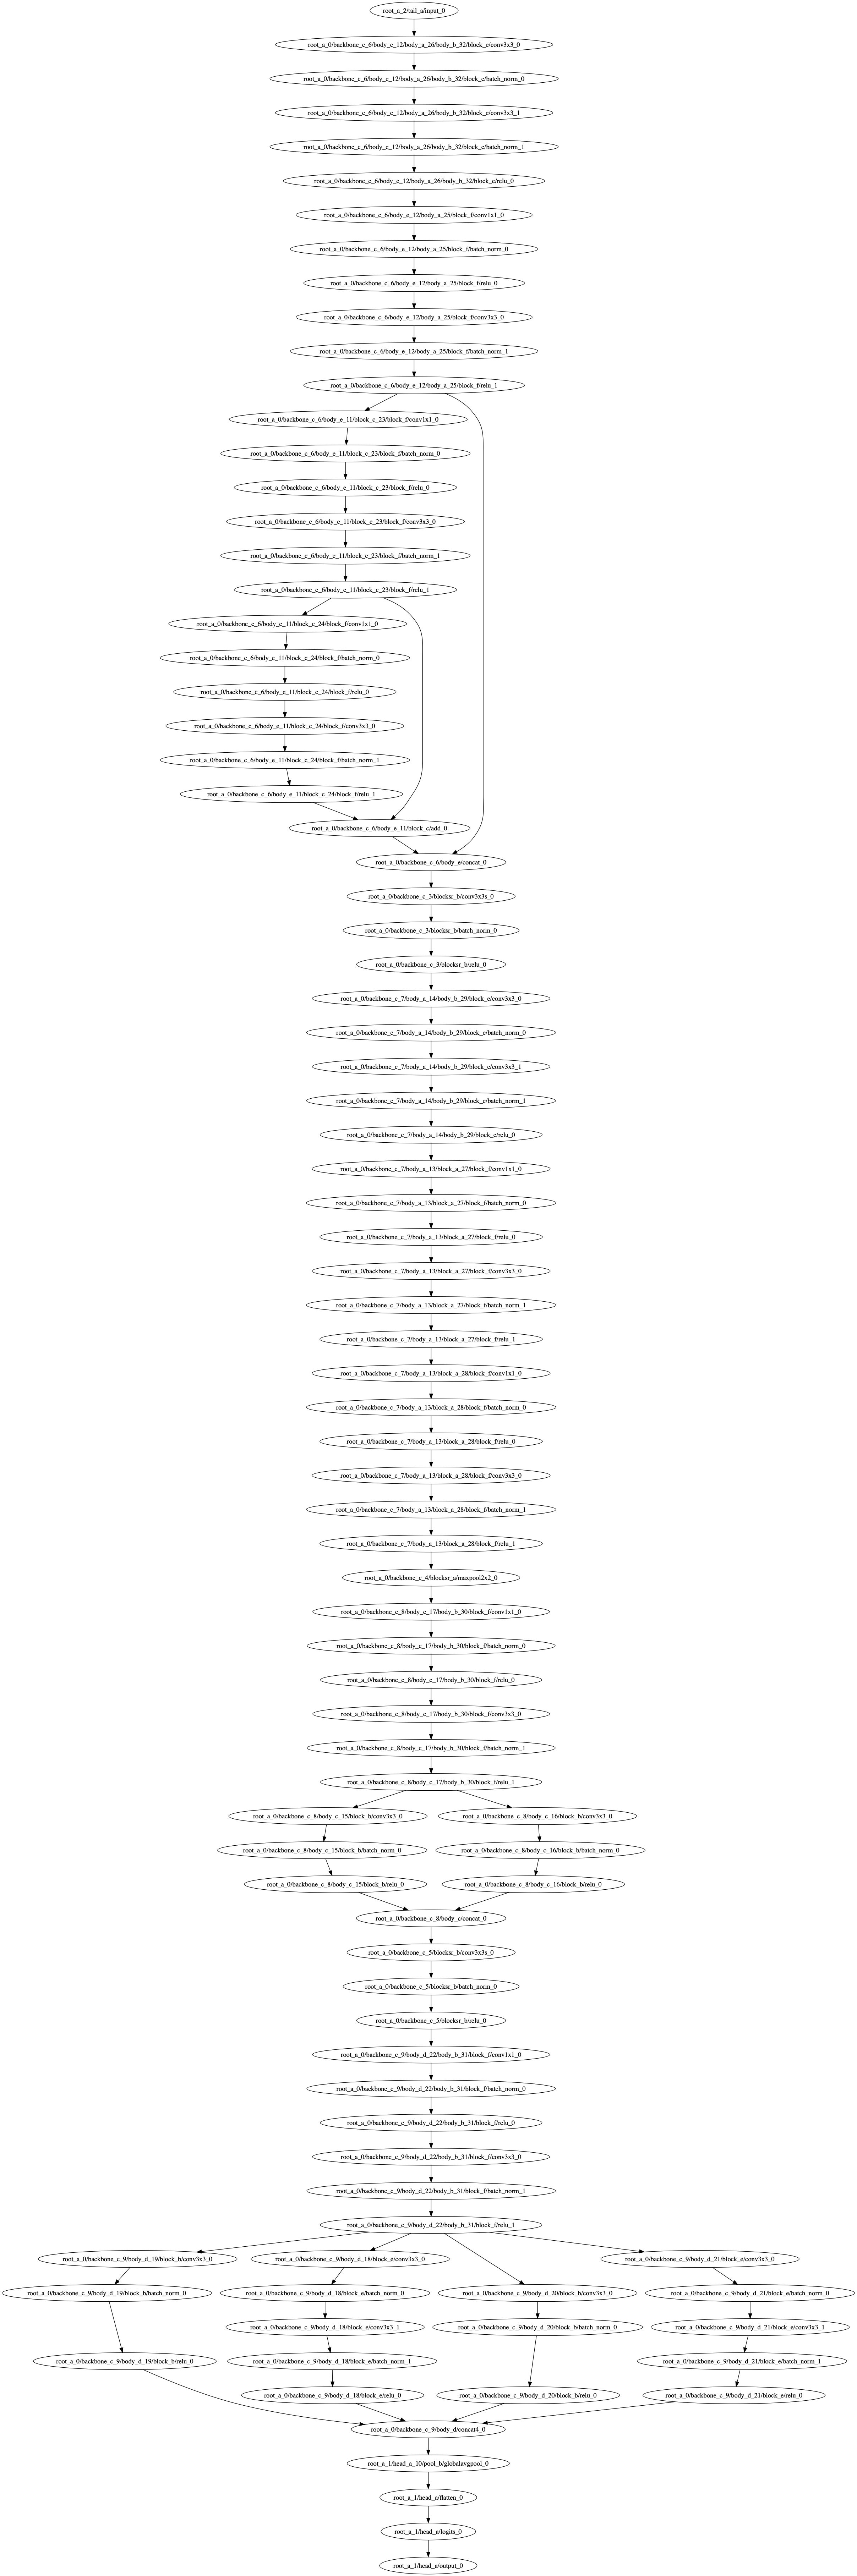 root_a_2/tail_a/input_0
root_a_0/backbone_c_6/body_e_12/body_a_26/body_b_32/block_e/conv3x3_0
root_a_0/backbone_c_6/body_e_12/body_a_26/body_b_32/block_e/batch_norm_0
root_a_0/backbone_c_6/body_e_12/body_a_26/body_b_32/block_e/conv3x3_1
root_a_0/backbone_c_6/body_e_12/body_a_26/body_b_32/block_e/batch_norm_1
root_a_0/backbone_c_6/body_e_12/body_a_26/body_b_32/block_e/relu_0
root_a_0/backbone_c_6/body_e_12/body_a_25/block_f/conv1x1_0
root_a_0/backbone_c_6/body_e_12/body_a_25/block_f/batch_norm_0
root_a_0/backbone_c_6/body_e_12/body_a_25/block_f/relu_0
root_a_0/backbone_c_6/body_e_12/body_a_25/block_f/conv3x3_0
root_a_0/backbone_c_6/body_e_12/body_a_25/block_f/batch_norm_1
root_a_0/backbone_c_6/body_e_12/body_a_25/block_f/relu_1
root_a_0/backbone_c_6/body_e_11/block_c_23/block_f/conv1x1_0
root_a_0/backbone_c_6/body_e_11/block_c_23/block_f/batch_norm_0
root_a_0/backbone_c_6/body_e_11/block_c_23/block_f/relu_0
root_a_0/backbone_c_6/body_e_11/block_c_23/block_f/conv3x3_0
root_a_0/backbone_c_6/body_e_11/block_c_23/block_f/batch_norm_1
root_a_0/backbone_c_6/body_e_11/block_c_23/block_f/relu_1
root_a_0/backbone_c_6/body_e_11/block_c_24/block_f/conv1x1_0
root_a_0/backbone_c_6/body_e_11/block_c_24/block_f/batch_norm_0
root_a_0/backbone_c_6/body_e_11/block_c_24/block_f/relu_0
root_a_0/backbone_c_6/body_e_11/block_c_24/block_f/conv3x3_0
root_a_0/backbone_c_6/body_e_11/block_c_24/block_f/batch_norm_1
root_a_0/backbone_c_6/body_e_11/block_c_24/block_f/relu_1
root_a_0/backbone_c_6/body_e_11/block_c/add_0
root_a_0/backbone_c_6/body_e/concat_0
root_a_0/backbone_c_3/blocksr_b/conv3x3s_0
root_a_0/backbone_c_3/blocksr_b/batch_norm_0
root_a_0/backbone_c_3/blocksr_b/relu_0
root_a_0/backbone_c_7/body_a_14/body_b_29/block_e/conv3x3_0
root_a_0/backbone_c_7/body_a_14/body_b_29/block_e/batch_norm_0
root_a_0/backbone_c_7/body_a_14/body_b_29/block_e/conv3x3_1
root_a_0/backbone_c_7/body_a_14/body_b_29/block_e/batch_norm_1
root_a_0/backbone_c_7/body_a_14/body_b_29/block_e/relu_0
root_a_0/backbone_c_7/body_a_13/block_a_27/block_f/conv1x1_0
root_a_0/backbone_c_7/body_a_13/block_a_27/block_f/batch_norm_0
root_a_0/backbone_c_7/body_a_13/block_a_27/block_f/relu_0
root_a_0/backbone_c_7/body_a_13/block_a_27/block_f/conv3x3_0
root_a_0/backbone_c_7/body_a_13/block_a_27/block_f/batch_norm_1
root_a_0/backbone_c_7/body_a_13/block_a_27/block_f/relu_1
root_a_0/backbone_c_7/body_a_13/block_a_28/block_f/conv1x1_0
root_a_0/backbone_c_7/body_a_13/block_a_28/block_f/batch_norm_0
root_a_0/backbone_c_7/body_a_13/block_a_28/block_f/relu_0
root_a_0/backbone_c_7/body_a_13/block_a_28/block_f/conv3x3_0
root_a_0/backbone_c_7/body_a_13/block_a_28/block_f/batch_norm_1
root_a_0/backbone_c_7/body_a_13/block_a_28/block_f/relu_1
root_a_0/backbone_c_4/blocksr_a/maxpool2x2_0
root_a_0/backbone_c_8/body_c_17/body_b_30/block_f/conv1x1_0
root_a_0/backbone_c_8/body_c_17/body_b_30/block_f/batch_norm_0
root_a_0/backbone_c_8/body_c_17/body_b_30/block_f/relu_0
root_a_0/backbone_c_8/body_c_17/body_b_30/block_f/conv3x3_0
root_a_0/backbone_c_8/body_c_17/body_b_30/block_f/batch_norm_1
root_a_0/backbone_c_8/body_c_17/body_b_30/block_f/relu_1
root_a_0/backbone_c_8/body_c_15/block_b/conv3x3_0
root_a_0/backbone_c_8/body_c_16/block_b/conv3x3_0
root_a_0/backbone_c_8/body_c_15/block_b/batch_norm_0
root_a_0/backbone_c_8/body_c_16/block_b/batch_norm_0
root_a_0/backbone_c_8/body_c_15/block_b/relu_0
root_a_0/backbone_c_8/body_c_16/block_b/relu_0
root_a_0/backbone_c_8/body_c/concat_0
root_a_0/backbone_c_5/blocksr_b/conv3x3s_0
root_a_0/backbone_c_5/blocksr_b/batch_norm_0
root_a_0/backbone_c_5/blocksr_b/relu_0
root_a_0/backbone_c_9/body_d_22/body_b_31/block_f/conv1x1_0
root_a_0/backbone_c_9/body_d_22/body_b_31/block_f/batch_norm_0
root_a_0/backbone_c_9/body_d_22/body_b_31/block_f/relu_0
root_a_0/backbone_c_9/body_d_22/body_b_31/block_f/conv3x3_0
root_a_0/backbone_c_9/body_d_22/body_b_31/block_f/batch_norm_1
root_a_0/backbone_c_9/body_d_22/body_b_31/block_f/relu_1
root_a_0/backbone_c_9/body_d_19/block_b/conv3x3_0
root_a_0/backbone_c_9/body_d_18/block_e/conv3x3_0
root_a_0/backbone_c_9/body_d_21/block_e/conv3x3_0
root_a_0/backbone_c_9/body_d_19/block_b/batch_norm_0
root_a_0/backbone_c_9/body_d_18/block_e/batch_norm_0
root_a_0/backbone_c_9/body_d_20/block_b/conv3x3_0
root_a_0/backbone_c_9/body_d_21/block_e/batch_norm_0
root_a_0/backbone_c_9/body_d_18/block_e/conv3x3_1
root_a_0/backbone_c_9/body_d_20/block_b/batch_norm_0
root_a_0/backbone_c_9/body_d_21/block_e/conv3x3_1
root_a_0/backbone_c_9/body_d_19/block_b/relu_0
root_a_0/backbone_c_9/body_d_18/block_e/batch_norm_1
root_a_0/backbone_c_9/body_d_21/block_e/batch_norm_1
root_a_0/backbone_c_9/body_d_18/block_e/relu_0
root_a_0/backbone_c_9/body_d_20/block_b/relu_0
root_a_0/backbone_c_9/body_d_21/block_e/relu_0
root_a_0/backbone_c_9/body_d/concat4_0
root_a_1/head_a_10/pool_b/globalavgpool_0
root_a_1/head_a/flatten_0
root_a_1/head_a/logits_0
root_a_1/head_a/output_0